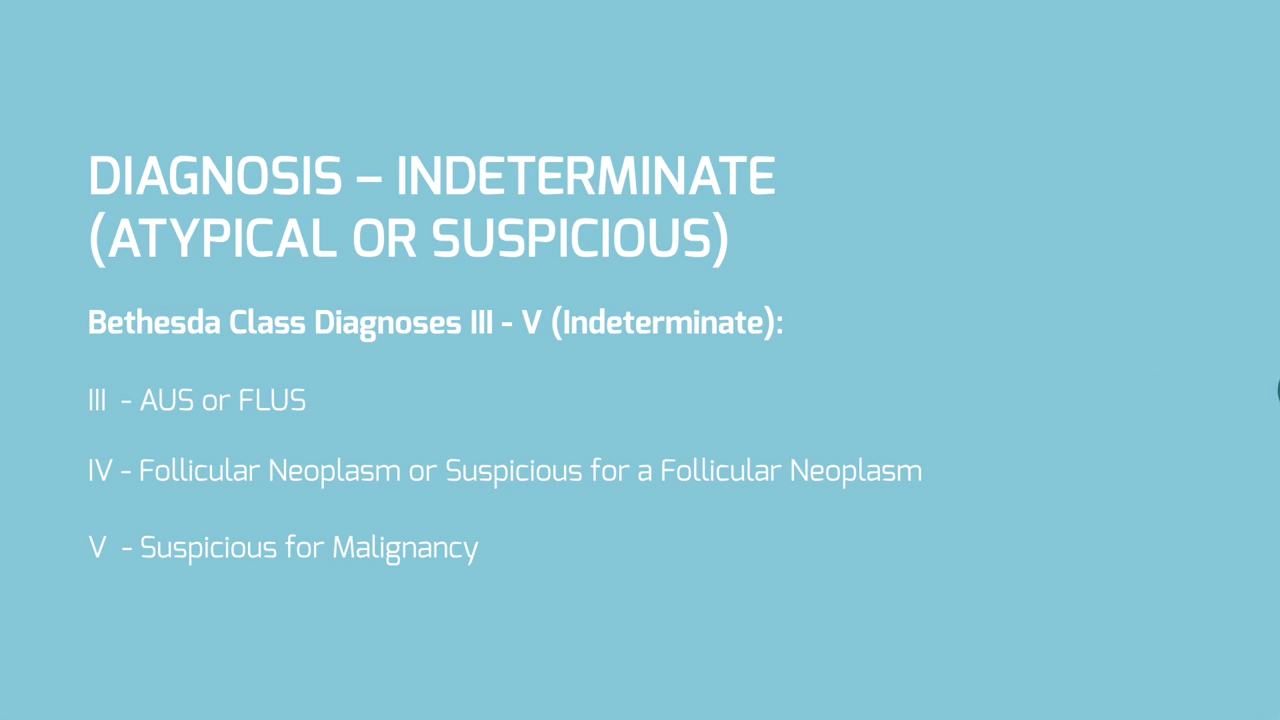 DIAGNOSIS – INDETERMINATE
(ATYPICAL OR SUSPICIOUS)
Bethesda Class Diagnoses III - V (Indeterminate):
III - AUS or FLUS
IV - Follicular Neoplasm or Suspicious for a Follicular Neoplasm
V - Suspicious for Malignancy